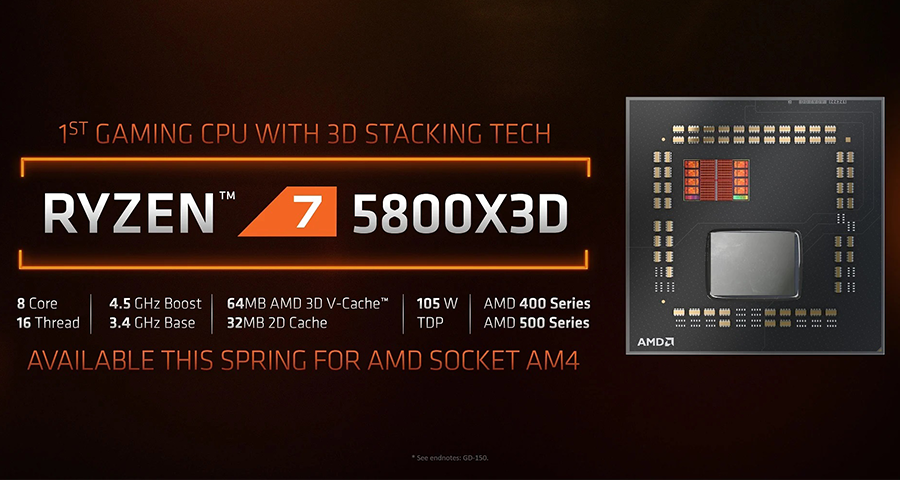 1ST GAMING CPU WITH 3D STACKING TECH
RYZEN™ 7 5800X3D
8 Core
16 Thread
4.5 GHz Boost
3.4 GHz Base
64MB AMD 3D V-Cache™
32MB 2D Cache
105 W
TDP
AMD 400 Series
AMD 500 Series
AVAILABLE THIS SPRING FOR AMD SOCKET AM4
AMD
* See endnotes: GD-150.